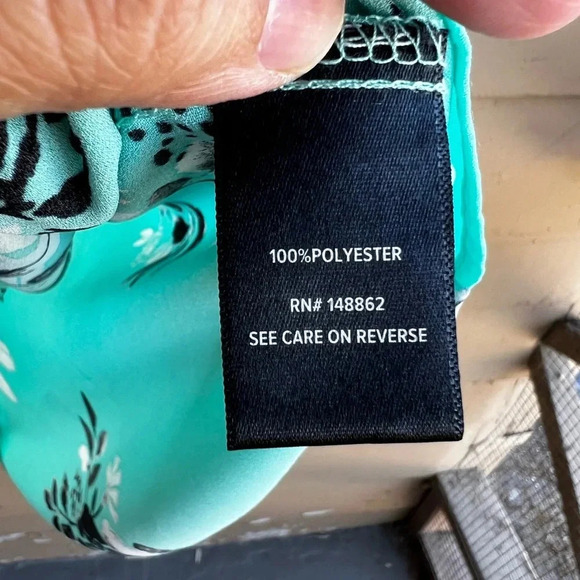 100%POLYESTER
RN# 148862
SEE CARE ON REVERSE